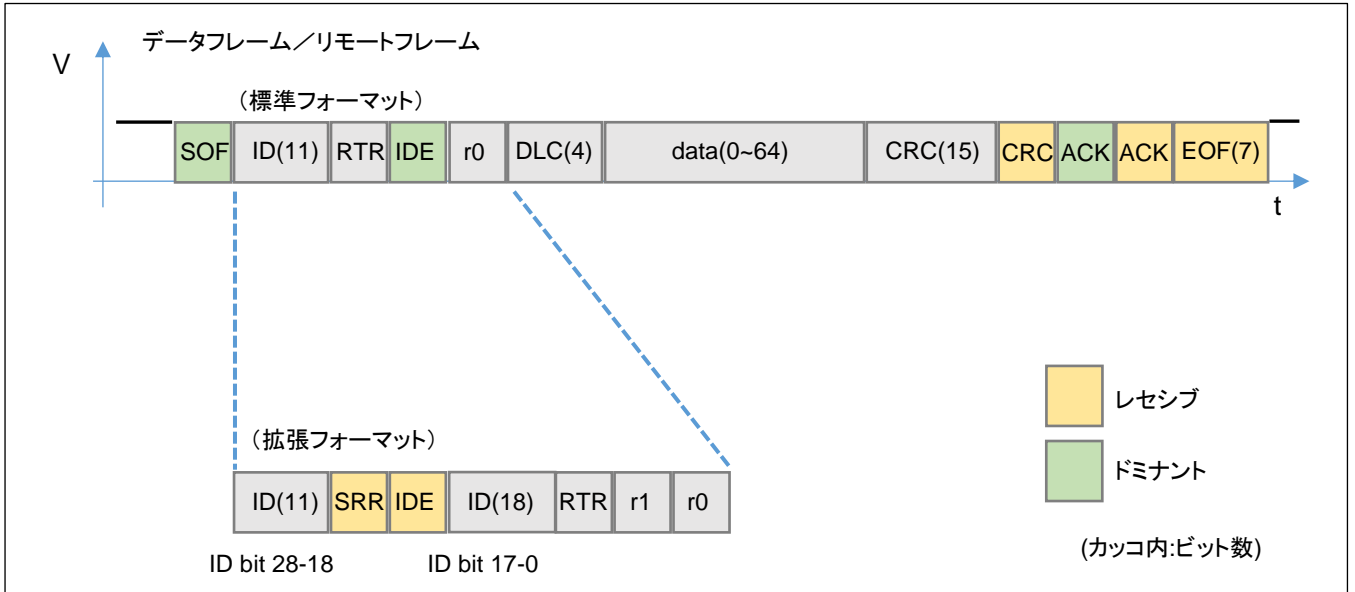 データフレーム／リモートフレーム
V
（標準フォーマット）
SOF ID(11) RTR IDE r0 DLC(4) data(0~64) CRC(15) CRC ACK ACK EOF(7)
t
（拡張フォーマット）
ID(11) SRR IDE ID(18) RTR r1 r0
ID bit 28-18 ID bit 17-0
レセシブ
ドミナント
(カッコ内:ビット数)